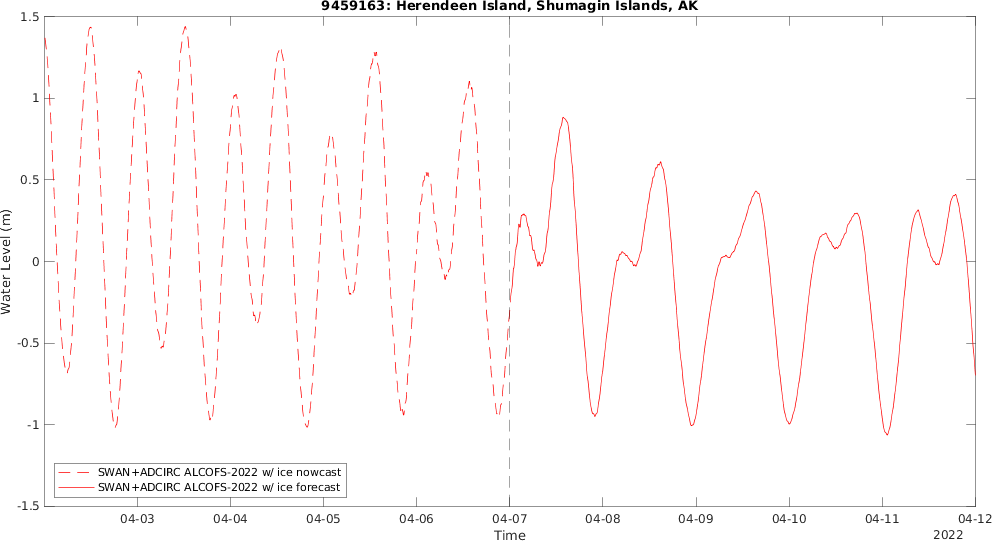 9459163: Herendeen Island, Shumagin Islands, AK
1.5
1
0.5
0
-0.5
-1
-1.5
Water Level (m)
SWAN+ADCIRC ALCOFS-2022 w/ ice nowcast
SWAN+ADCIRC ALCOFS-2022 w/ ice forecast
04-03 04-04 04-05 04-06 04-07 04-08 04-09 04-10 04-11 04-12
Time
2022